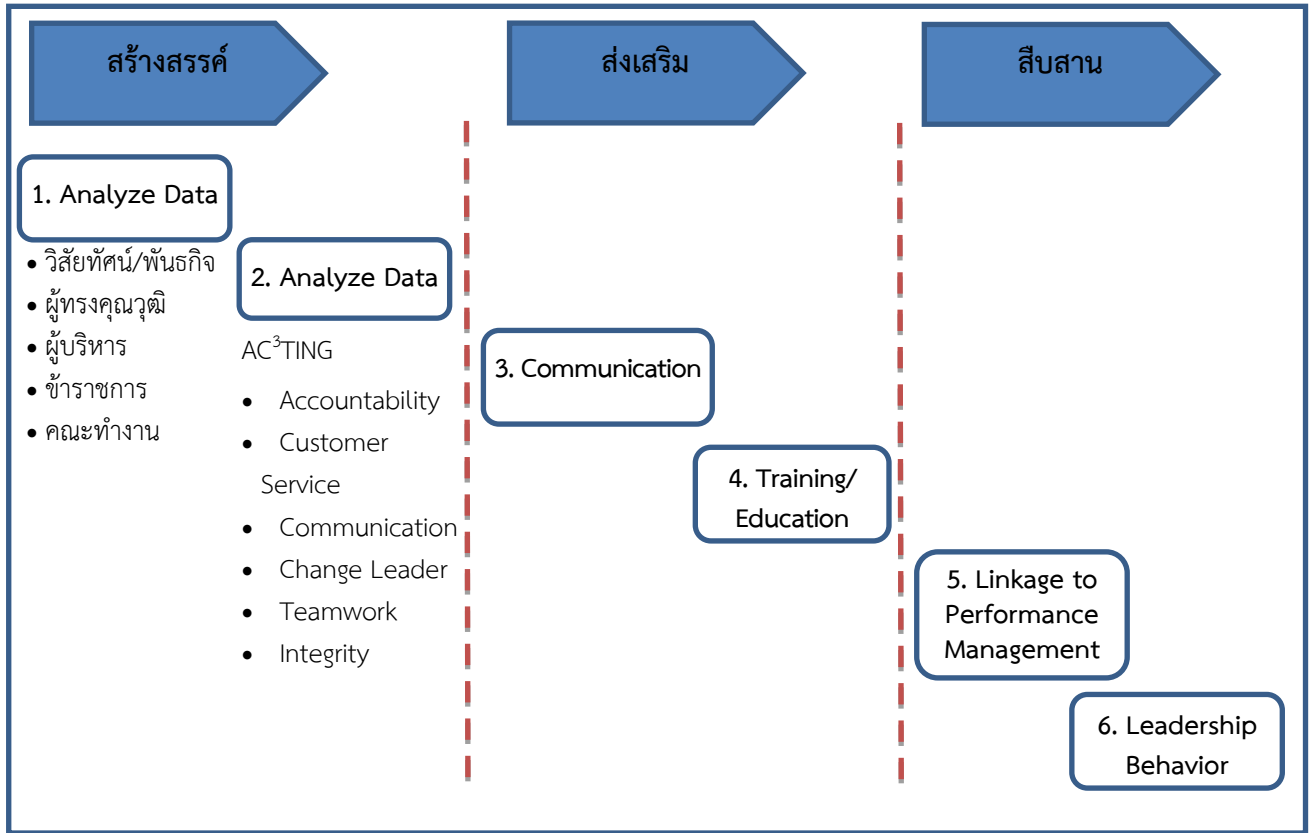 สร้างสรรค์
ส่งเสริม
สืบสาน
1. Analyze Data
• วิสัยทัศน์/พันธกิจ
• ผู้ทรงคุณวุฒิ
• ผู้บริหาร
• ข้าราชการ
• คณะทำงาน
2. Analyze Data
AC³TING
• Accountability
• Customer
Service
• Communication
• Change Leader
• Teamwork
• Integrity
3. Communication
4. Training/
Education
5. Linkage to
Performance
Management
6. Leadership
Behavior